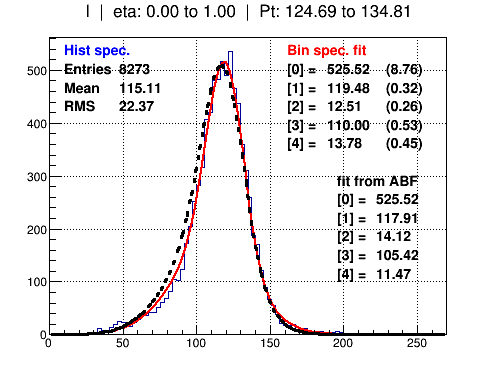 I | eta: 0.00 to 1.00 | Pt: 124.69 to 134.81
Hist spec.
Entries 8273
Mean 115.11
RMS 22.37
Bin spec. fit
[0] = 525.52 (8.76)
[1] = 119.48 (0.32)
[2] = 12.51 (0.26)
[3] = 110.00 (0.53)
[4] = 13.78 (0.45)
fit from ABF
[0] = 525.52
[1] = 117.91
[2] = 14.12
[3] = 105.42
[4] = 11.47
500
400
300
200
100
0
0 50 100 150 200 250